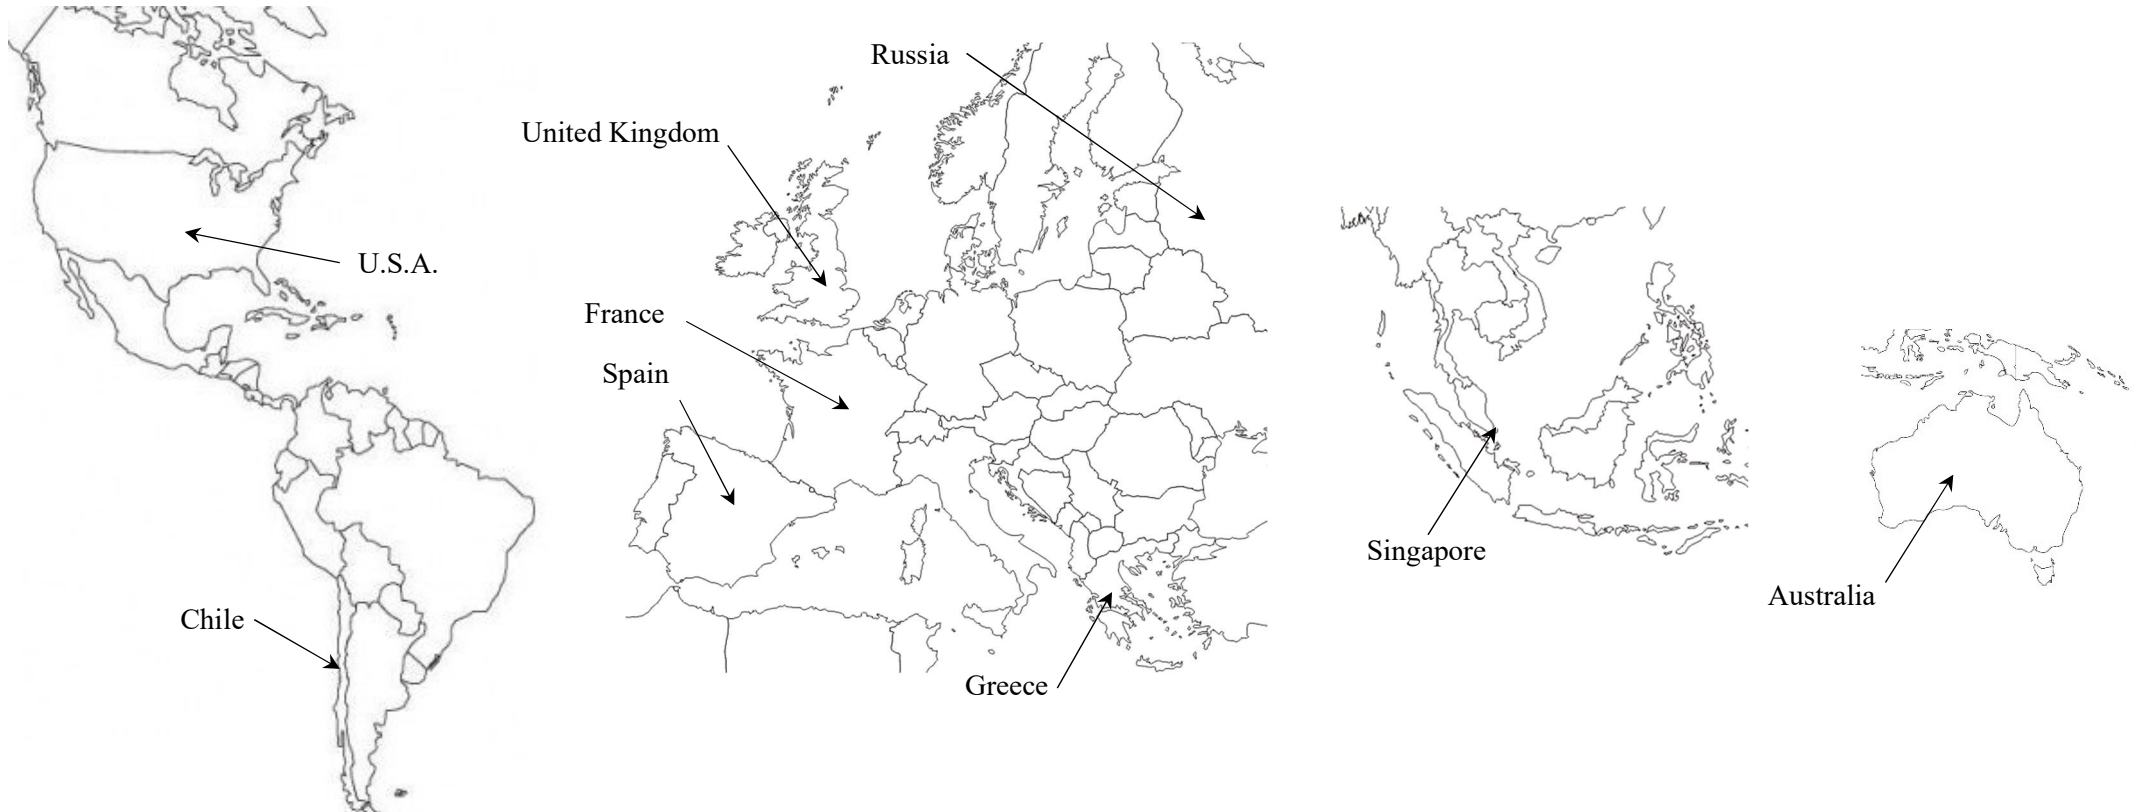 Russia
United Kingdom
U.S.A.
France
Spain
Singapore
Australia
Chile
Greece